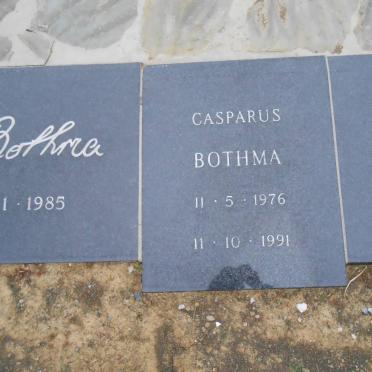 Bothma
1 · 1985
CASPARUS
BOTHMA
11 · 5 · 1976
11 · 10 · 1991